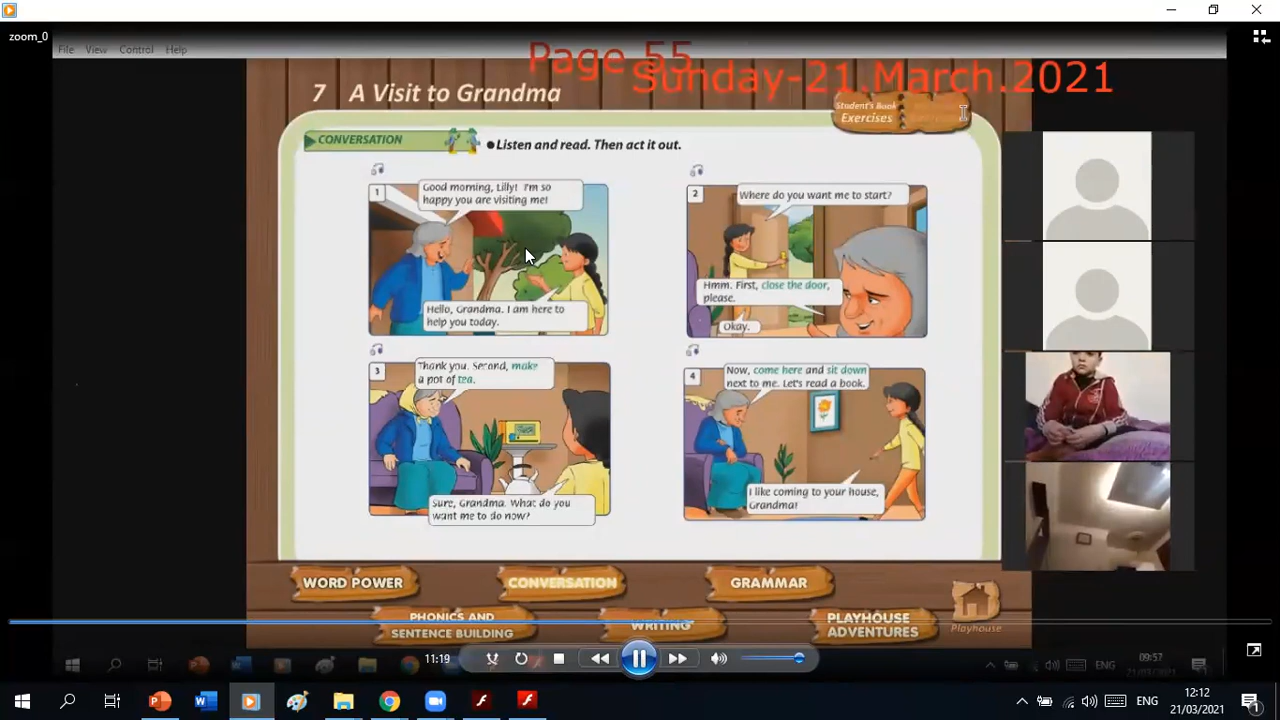 zoom_0
File View Control Help
Page 55
Sunday-21.March.2021
7 A Visit to Grandma
Student's Book
Exercises
CONVERSATION
●Listen and read. Then act it out.
1
Good morning, Lilly! I'm so
happy you are visiting me!
Hello, Grandma. I am here to
help you today.
2
Where do you want me to start?
Hmm. First, close the door,
please.
Okay.
3
Thank you. Second, make
a pot of tea.
Sure, Grandma. What do you
want me to do now?
4
Now, come here and sit down
next to me. Let's read a book.
I like coming to your house,
Grandma!
WORD POWER
CONVERSATION
GRAMMAR
PHONICS AND
SENTENCE BUILDING
WRITING
PLAYHOUSE
ADVENTURES
Playhouse
11:19
ENG
09:57
21/03/2021
ENG
12:12
21/03/2021